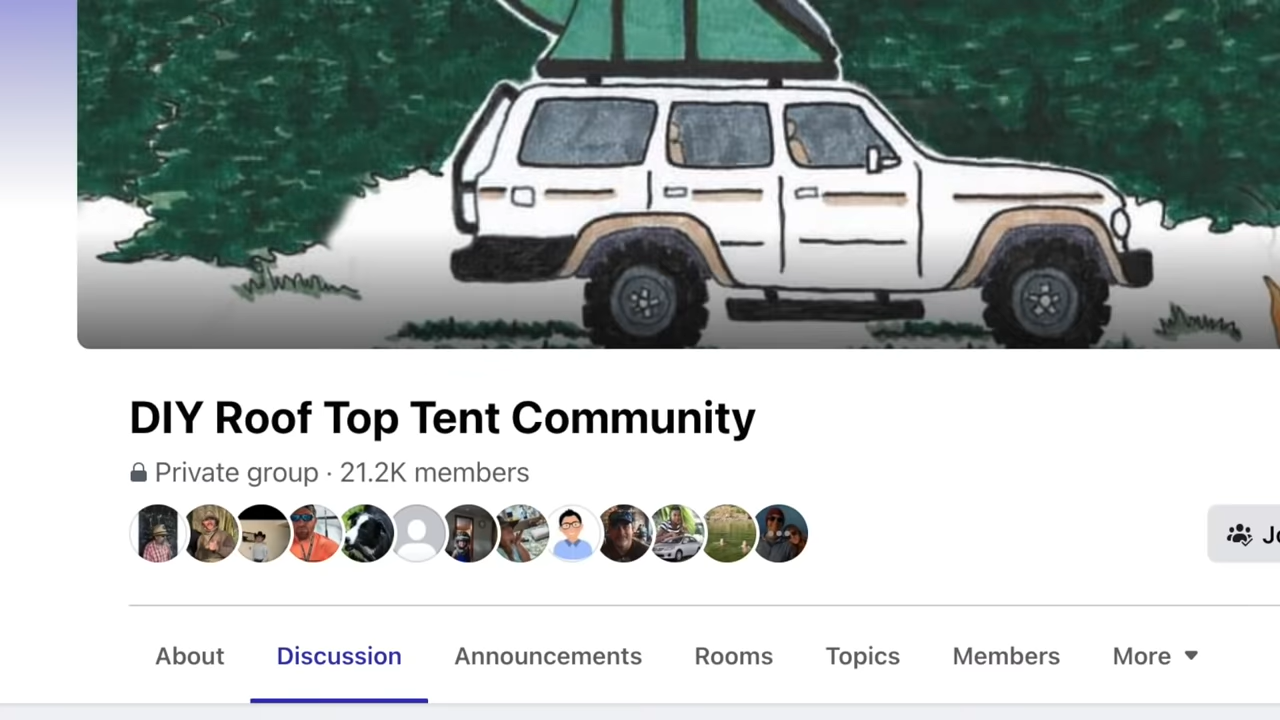 DIY Roof Top Tent Community
Private group · 21.2K members
About Discussion Announcements Rooms Topics Members More